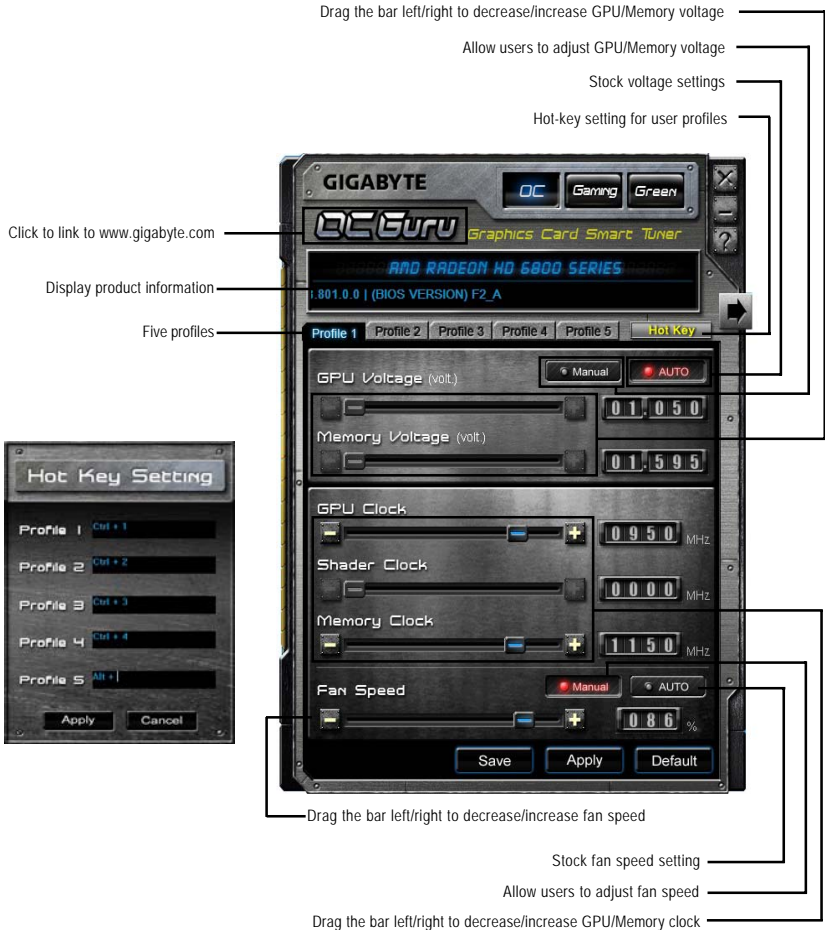 Drag the bar left/right to decrease/increase GPU/Memory voltage
Allow users to adjust GPU/Memory voltage
Stock voltage settings
Hot-key setting for user profiles
GIGABYTE
OC Gaming Green
Click to link to www.gigabyte.com
OC Guru Graphics Card Smart Tuner
AMD RADEON HD 6800 SERIES
Display product information
.801.0.0 | (BIOS VERSION) F2_A
Five profiles
Profile 1 Profile 2 Profile 3 Profile 4 Profile 5 Hot Key
GPU Voltage (volt.) Manual AUTO
01.050
Memory Voltage (volt.)
01.595
Hot Key Setting
Profile 1 Ctrl + 1
Profile 2 Ctrl + 2
Profile 3 Ctrl + 3
Profile 4 Ctrl + 4
Profile 5 Alt +
Apply Cancel
GPU Clock
0950 MHz
Shader Clock
0000 MHz
Memory Clock
1150 MHz
Fan Speed Manual AUTO
086 %
Save Apply Default
Drag the bar left/right to decrease/increase fan speed
Stock fan speed setting
Allow users to adjust fan speed
Drag the bar left/right to decrease/increase GPU/Memory clock